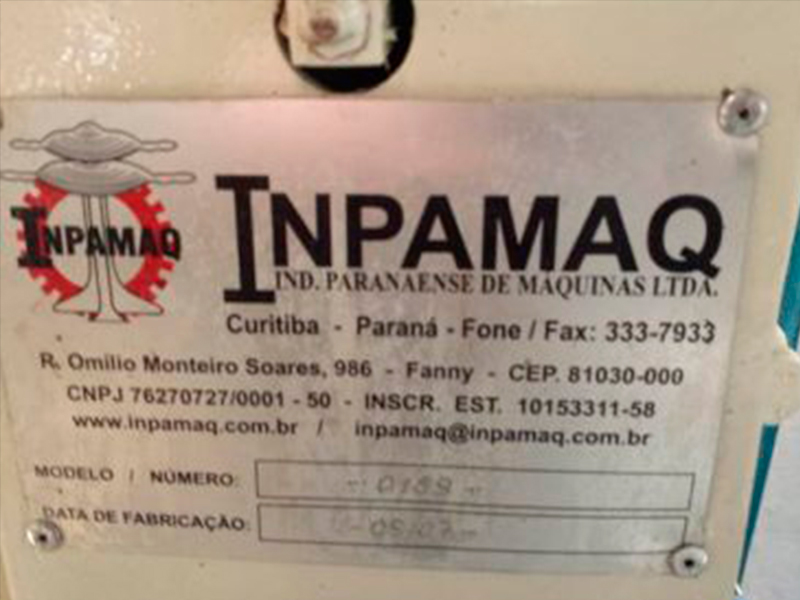 INPAMAQ
INPAMAQ
IND. PARANAENSE DE MAQUINAS LTDA.
Curitiba - Paraná - Fone / Fax: 333-7933
R. Omílio Monteiro Soares, 986 - Fanny - CEP. 81030-000
CNPJ 76270727/0001 - 50 - INSCR. EST. 10153311-58
www.inpamaq.com.br / inpamaq@inpamaq.com.br
MODELO / NÚMERO:
DATA DE FABRICAÇÃO: